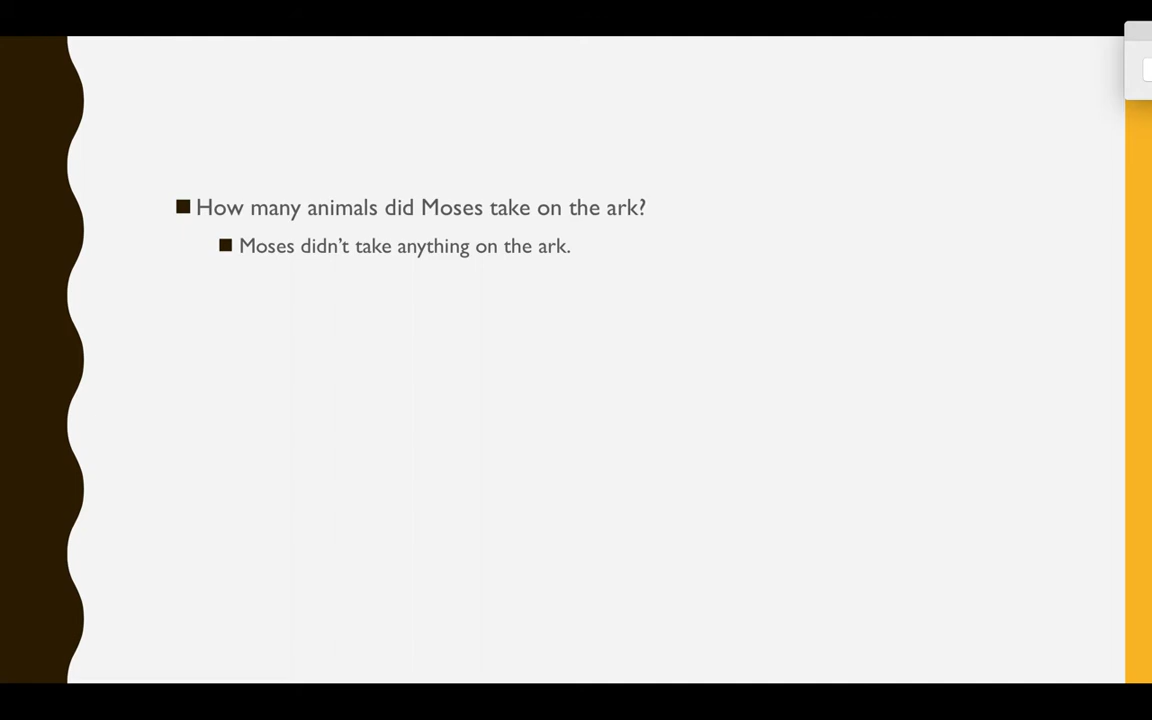 How many animals did Moses take on the ark?
Moses didn't take anything on the ark.